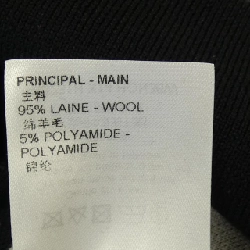 PRINCIPAL - MAIN
主料
95% LAINE - WOOL
绵羊毛
5% POLYAMIDE -
POLYAMIDE
锦纶